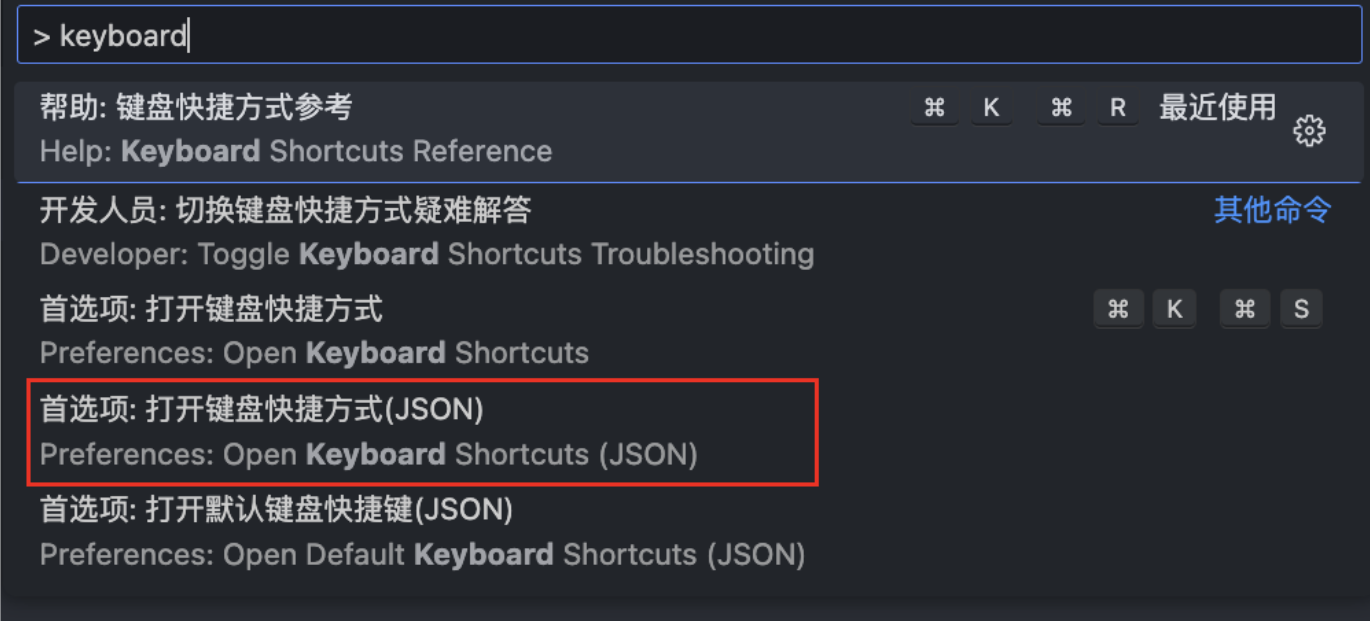 > keyboard
帮助: 键盘快捷方式参考 ⌘ K ⌘ R 最近使用
Help: Keyboard Shortcuts Reference
开发人员: 切换键盘快捷方式疑难解答 其他命令
Developer: Toggle Keyboard Shortcuts Troubleshooting
首选项: 打开键盘快捷方式 ⌘ K ⌘ S
Preferences: Open Keyboard Shortcuts
首选项: 打开键盘快捷方式(JSON)
Preferences: Open Keyboard Shortcuts (JSON)
首选项: 打开默认键盘快捷键(JSON)
Preferences: Open Default Keyboard Shortcuts (JSON)